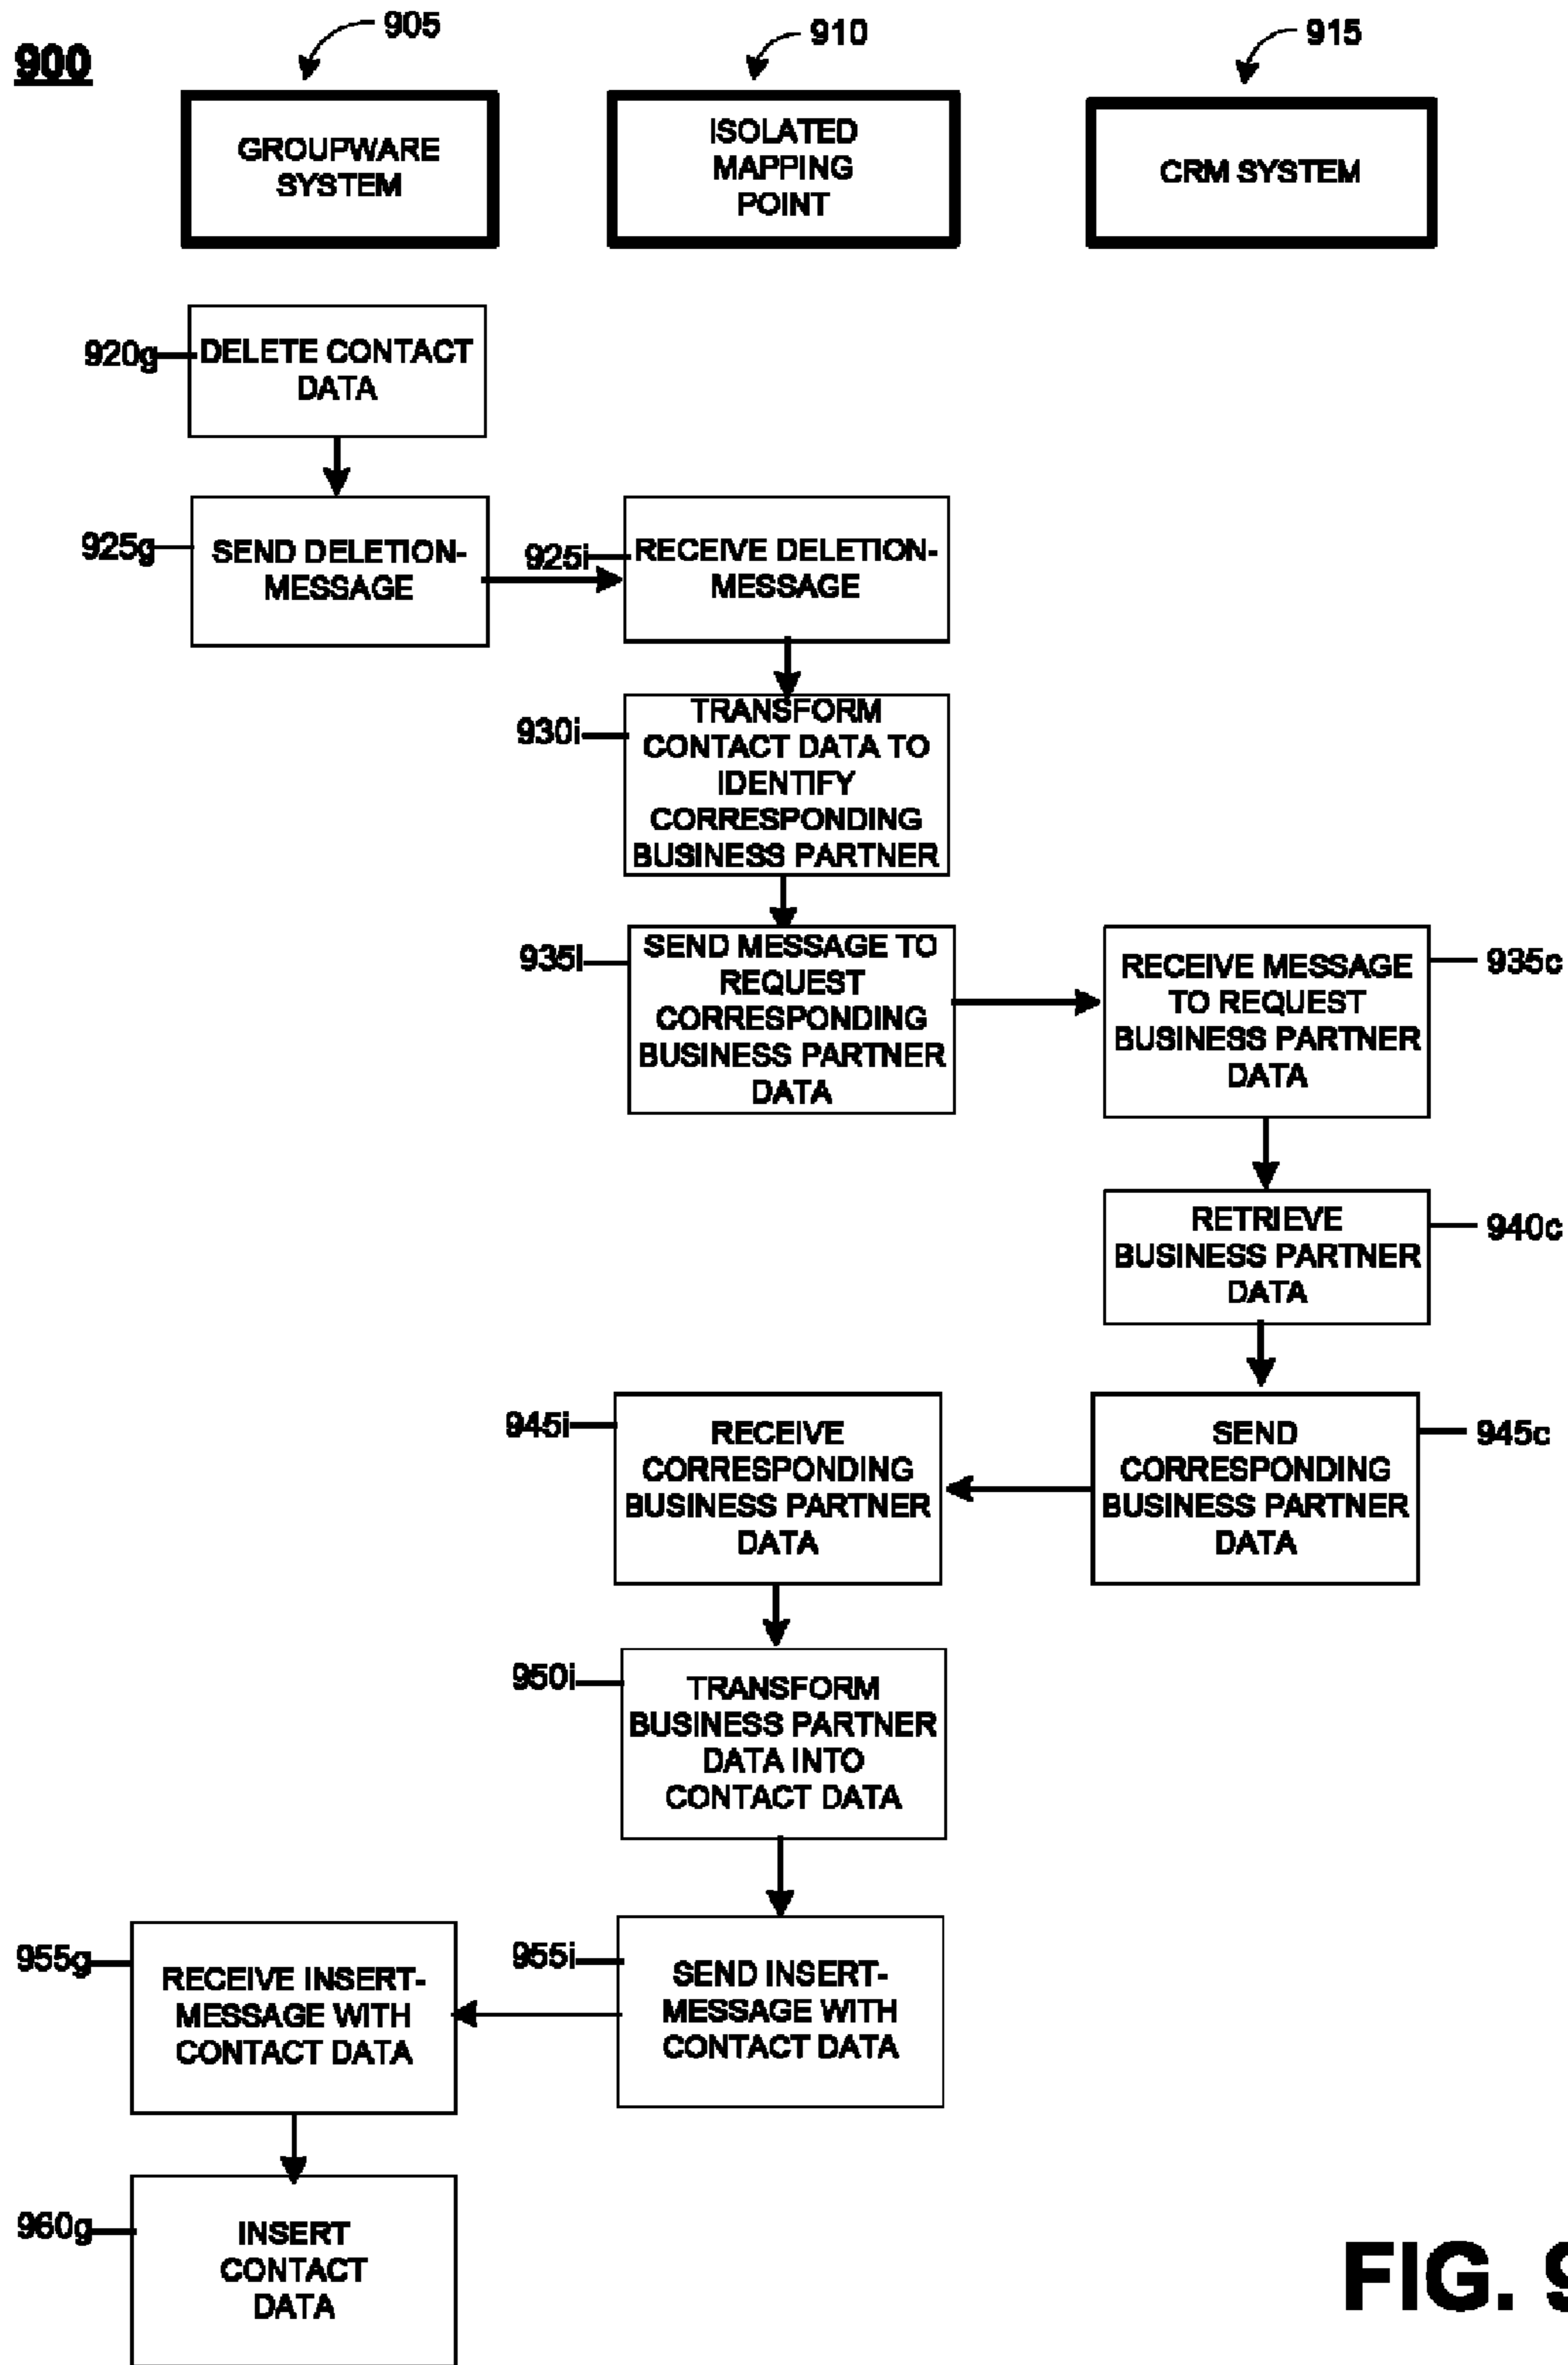 900
905
910
915
GROUPWARE
SYSTEM
ISOLATED
MAPPING
POINT
CRM SYSTEM
920g
DELETE CONTACT
DATA
925g
SEND DELETION-
MESSAGE
925i
RECEIVE DELETION-
MESSAGE
930i
TRANSFORM
CONTACT DATA TO
IDENTIFY
CORRESPONDING
BUSINESS PARTNER
935i
SEND MESSAGE TO
REQUEST
CORRESPONDING
BUSINESS PARTNER
DATA
RECEIVE MESSAGE
TO REQUEST
BUSINESS PARTNER
DATA
935c
RETRIEVE
BUSINESS PARTNER
DATA
940c
945i
RECEIVE
CORRESPONDING
BUSINESS PARTNER
DATA
SEND
CORRESPONDING
BUSINESS PARTNER
DATA
945c
950i
TRANSFORM
BUSINESS PARTNER
DATA INTO
CONTACT DATA
955g
RECEIVE INSERT-
MESSAGE WITH
CONTACT DATA
955i
SEND INSERT-
MESSAGE WITH
CONTACT DATA
960g
INSERT
CONTACT
DATA
FIG. 9